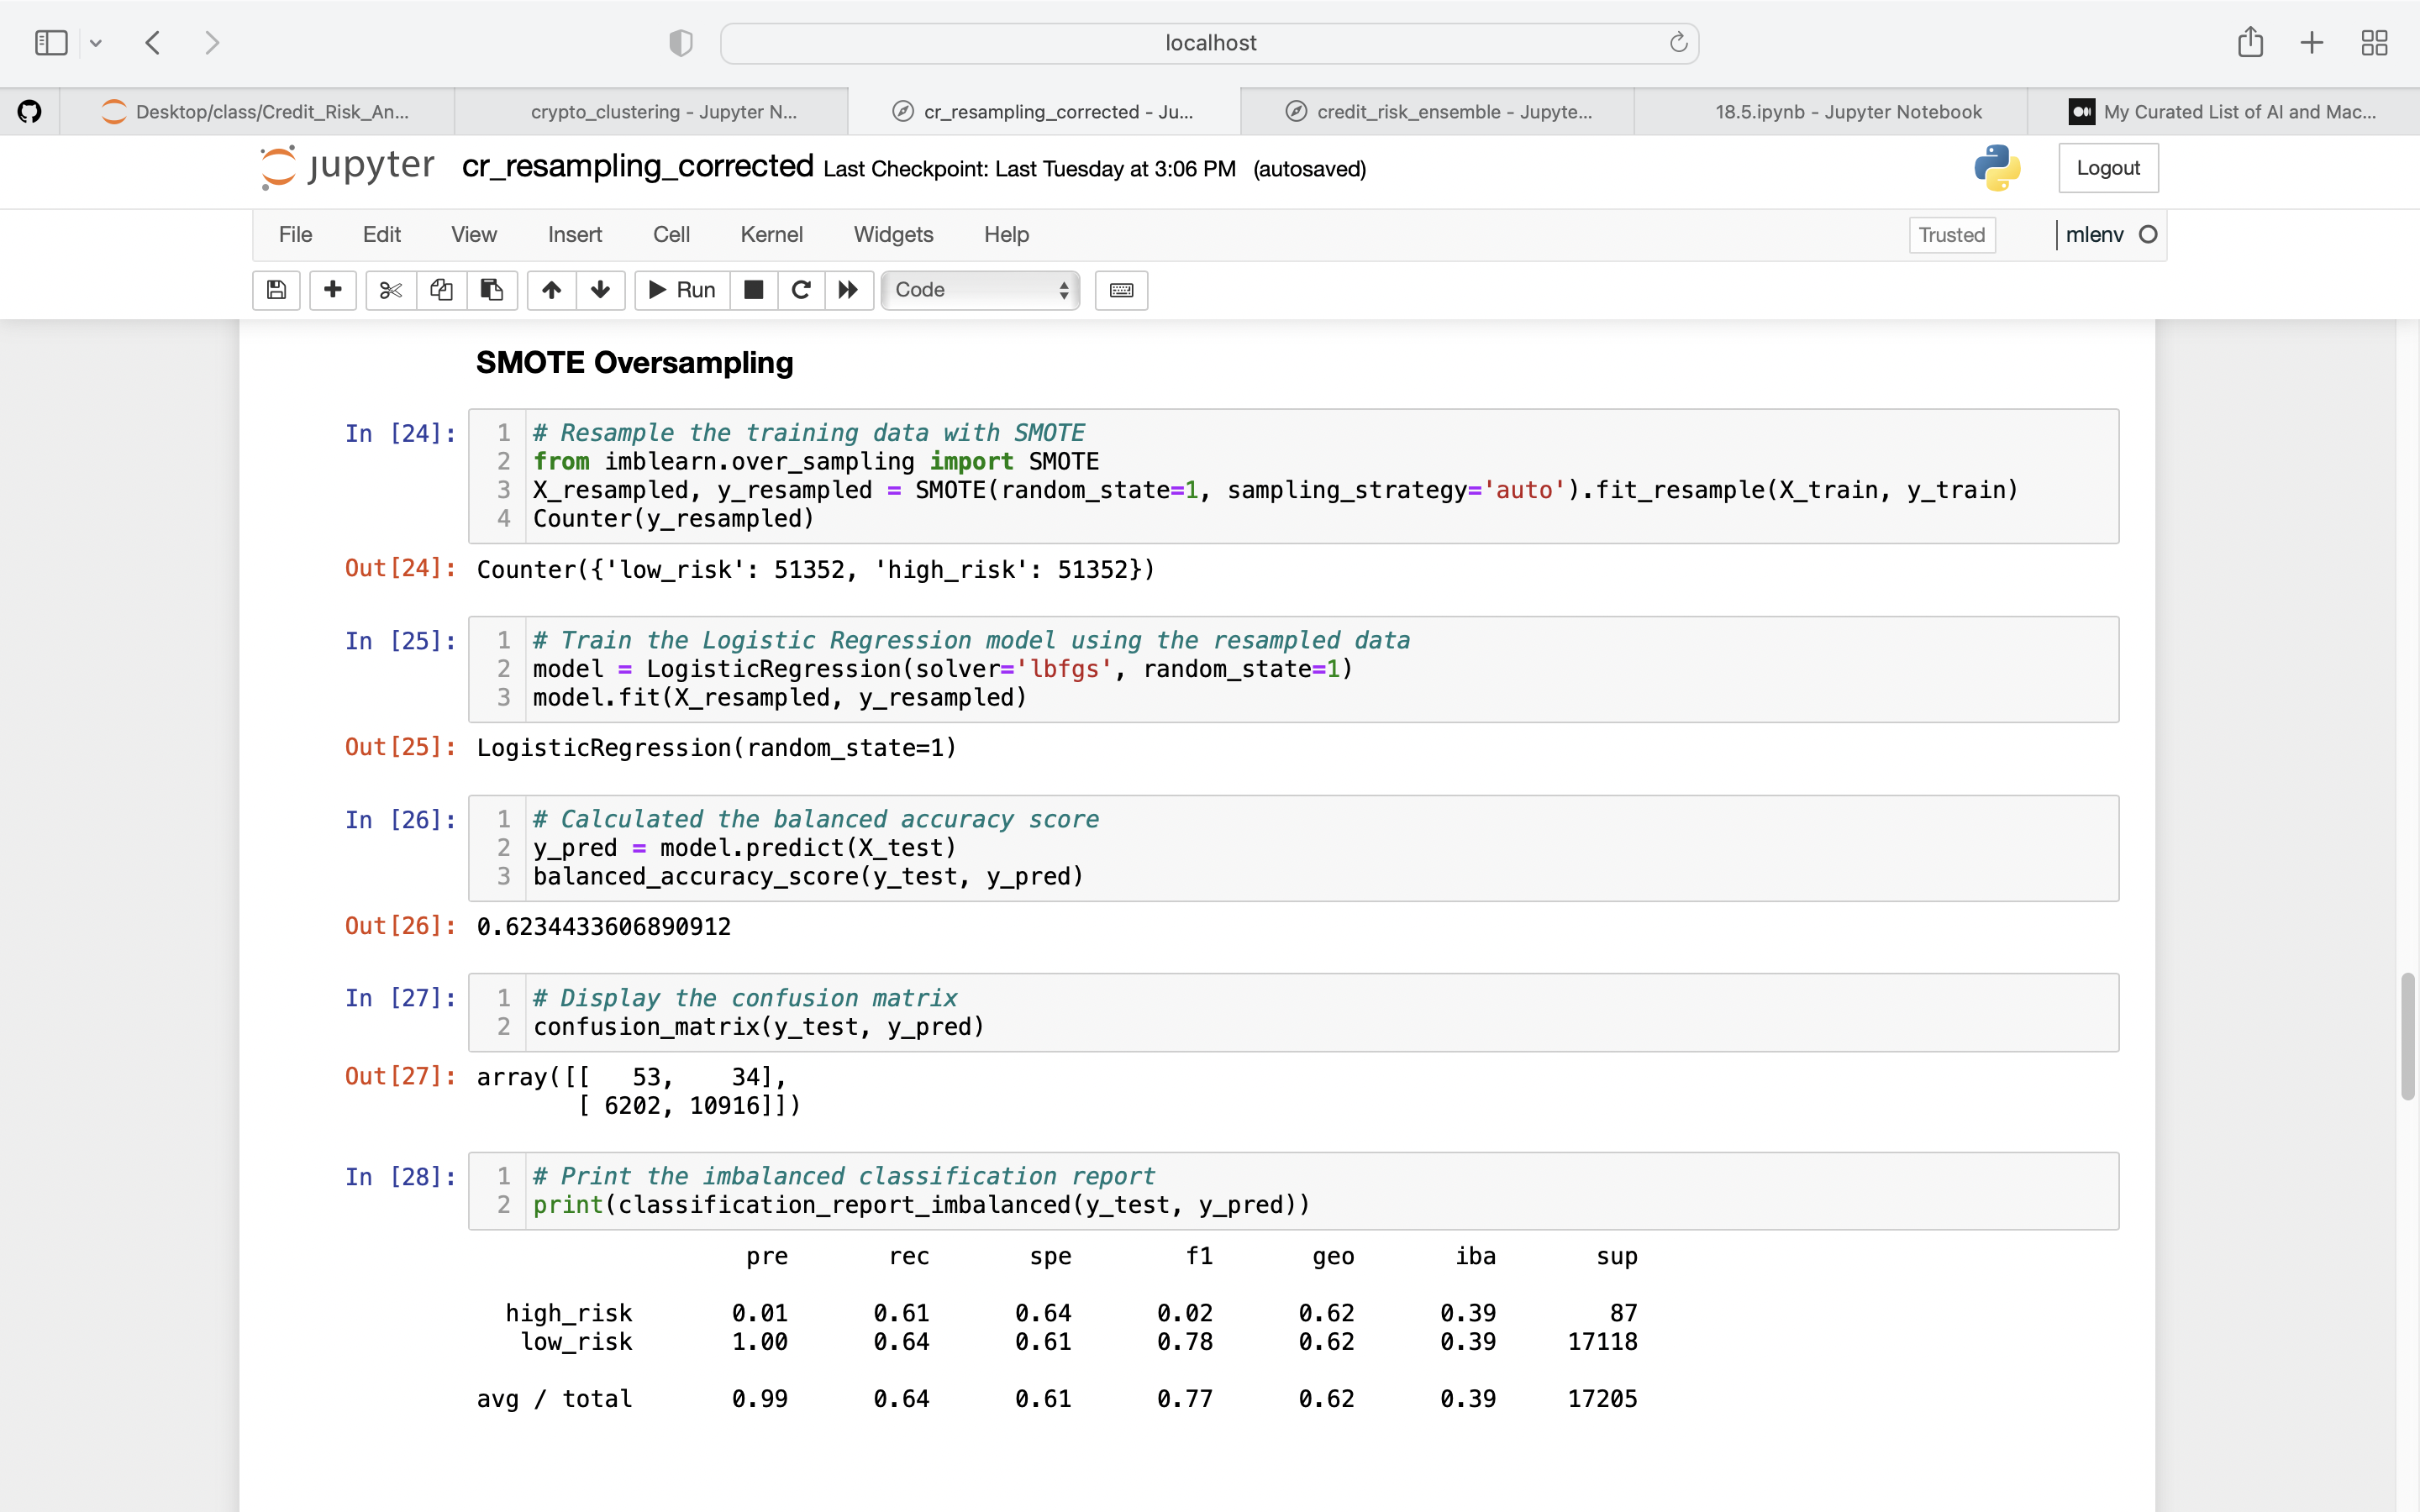 localhost
Desktop/class/Credit_Risk_An...
crypto_clustering - Jupyter N...
cr_resampling_corrected - Ju...
credit_risk_ensemble - Jupyte...
18.5.ipynb - Jupyter Notebook
My Curated List of AI and Mac...
jupyter cr_resampling_corrected Last Checkpoint: Last Tuesday at 3:06 PM (autosaved)
Logout
File Edit View Insert Cell Kernel Widgets Help
Trusted
mlenv
Run
Code
SMOTE Oversampling
In [24]:
1 # Resample the training data with SMOTE
2 from imblearn.over_sampling import SMOTE
3 X_resampled, y_resampled = SMOTE(random_state=1, sampling_strategy='auto').fit_resample(X_train, y_train)
4 Counter(y_resampled)
Out[24]: Counter({'low_risk': 51352, 'high_risk': 51352})
In [25]:
1 # Train the Logistic Regression model using the resampled data
2 model = LogisticRegression(solver='lbfgs', random_state=1)
3 model.fit(X_resampled, y_resampled)
Out[25]: LogisticRegression(random_state=1)
In [26]:
1 # Calculated the balanced accuracy score
2 y_pred = model.predict(X_test)
3 balanced_accuracy_score(y_test, y_pred)
Out[26]: 0.6234433606890912
In [27]:
1 # Display the confusion matrix
2 confusion_matrix(y_test, y_pred)
Out[27]: array([[   53,    34],
       [ 6202, 10916]])
In [28]:
1 # Print the imbalanced classification report
2 print(classification_report_imbalanced(y_test, y_pred))
pre rec spe f1 geo iba sup
high_risk 0.01 0.61 0.64 0.02 0.62 0.39 87
low_risk 1.00 0.64 0.61 0.78 0.62 0.39 17118
avg / total 0.99 0.64 0.61 0.77 0.62 0.39 17205